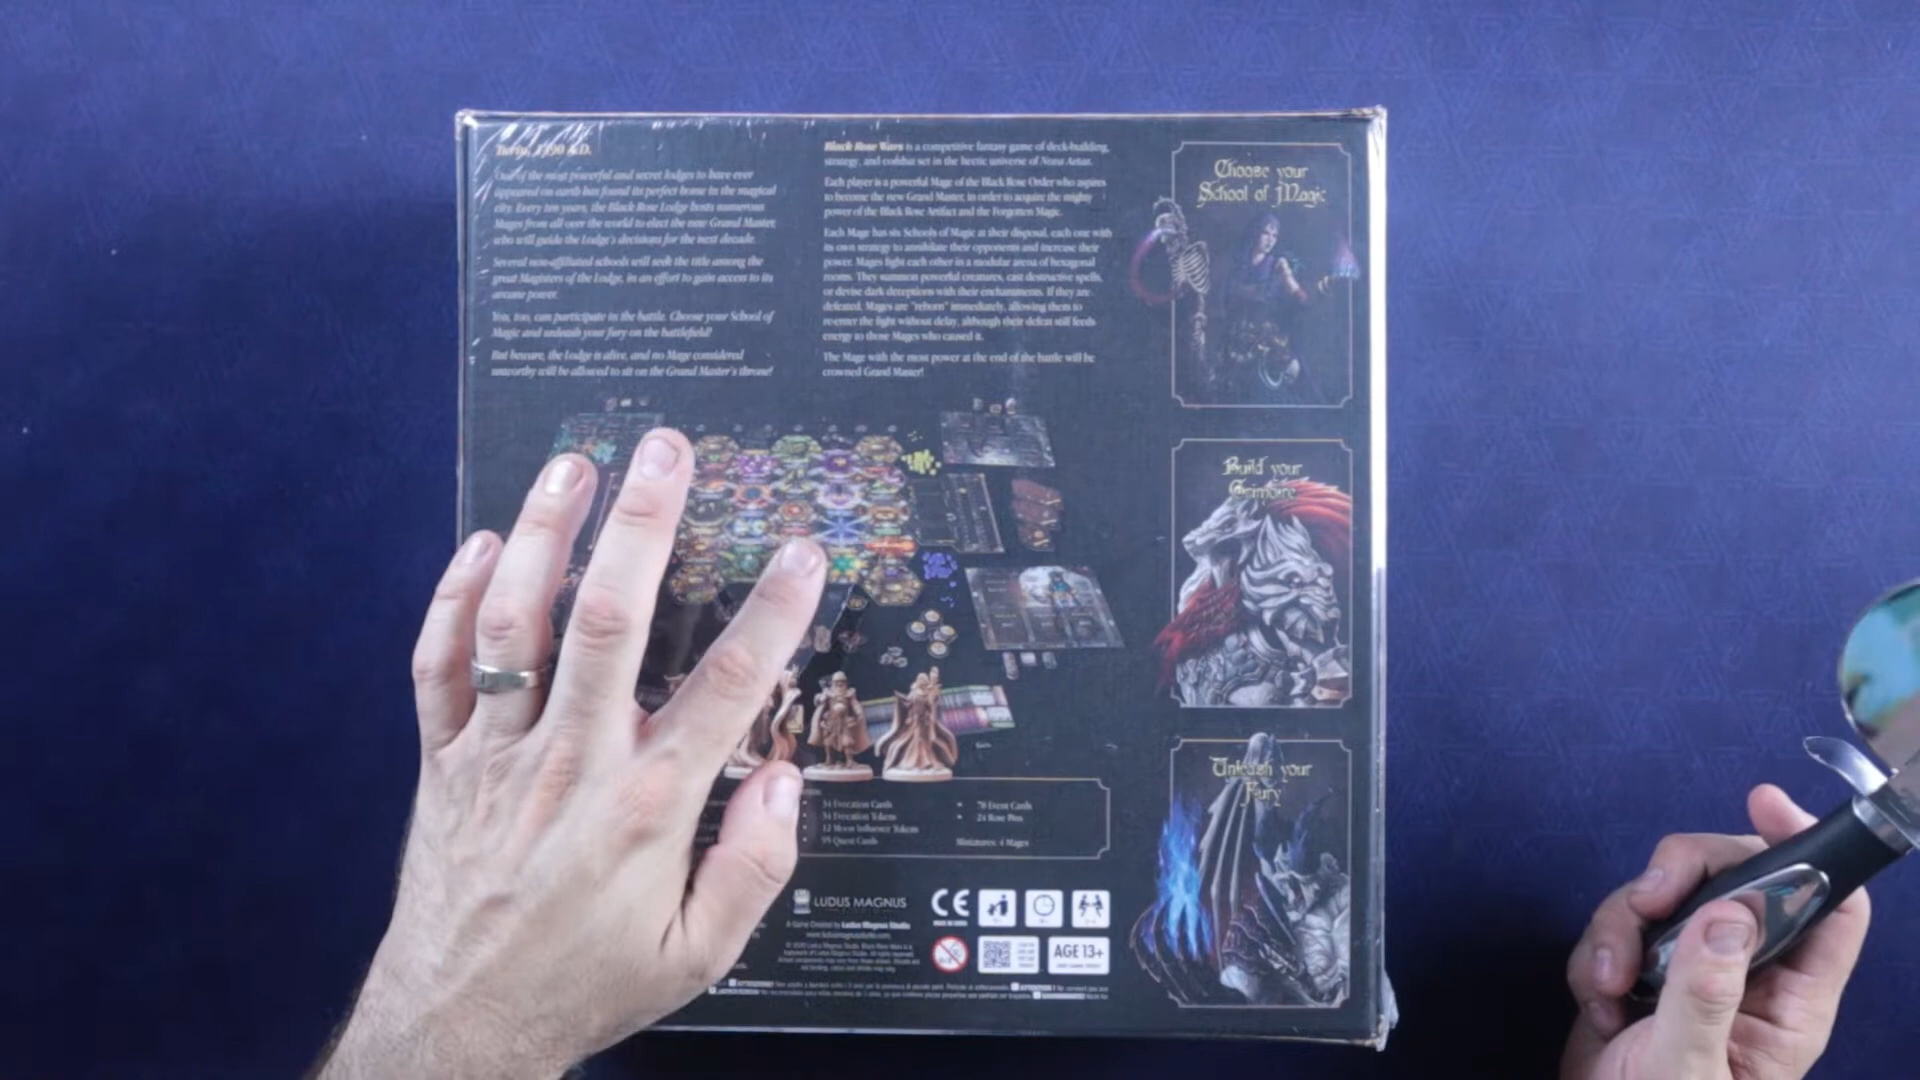 Turin, A.D.
One of the most powerful and secret lodges to have ever
appeared on earth has found its perfect home in the magical
city. Every ten years, the Black Rose Lodge hosts numerous
Mages from all over the world to elect the new Grand Master,
who will guide the Lodge's decisions for the next decade.
Several non-affiliated schools will seek the title among the
great Magisters of the Lodge, in an effort to gain access to its
arcane power.
You, too, can participate in the battle. Choose your School of
Magic and unleash your fury on the battlefield!
But beware, the Lodge is alive, and no Mage considered
unworthy will be allowed to sit on the Grand Master's throne!
Black Rose Wars is a competitive fantasy game of deck-building,
strategy, and combat set in the hectic universe of Nova Aetas.
Each player is a powerful Mage of the Black Rose Order who aspires
to become the new Grand Master, in order to acquire the mighty
power of the Black Rose Artifact and the Forgotten Magic.
Each Mage has six Schools of Magic at their disposal, each one with
its own strategy to annihilate their opponents and increase their
power. Mages fight each other in a modular arena of hexagonal
rooms. They summon powerful creatures, cast destructive spells,
or devise dark deceptions with their enchantments. If they are
defeated, Mages are "reborn" immediately, allowing them to
re-enter the fight without delay, although their defeat still feeds
energy to those Mages who caused it.
The Mage with the most power at the end of the battle will be
crowned Grand Master!
Choose your
School of Magic
Build your
Grimoire
Unleash your
Fury
34 Evocation Cards
34 Evocation Tokens
12 Moon Influence Tokens
95 Quest Cards
78 Event Cards
24 Rose Pins
Miniatures: 4 Mages
LUDUS MAGNUS
A Game Created by Ludus Magnus Studio
www.ludusmagnusstudio.com
CE
AGE 13+